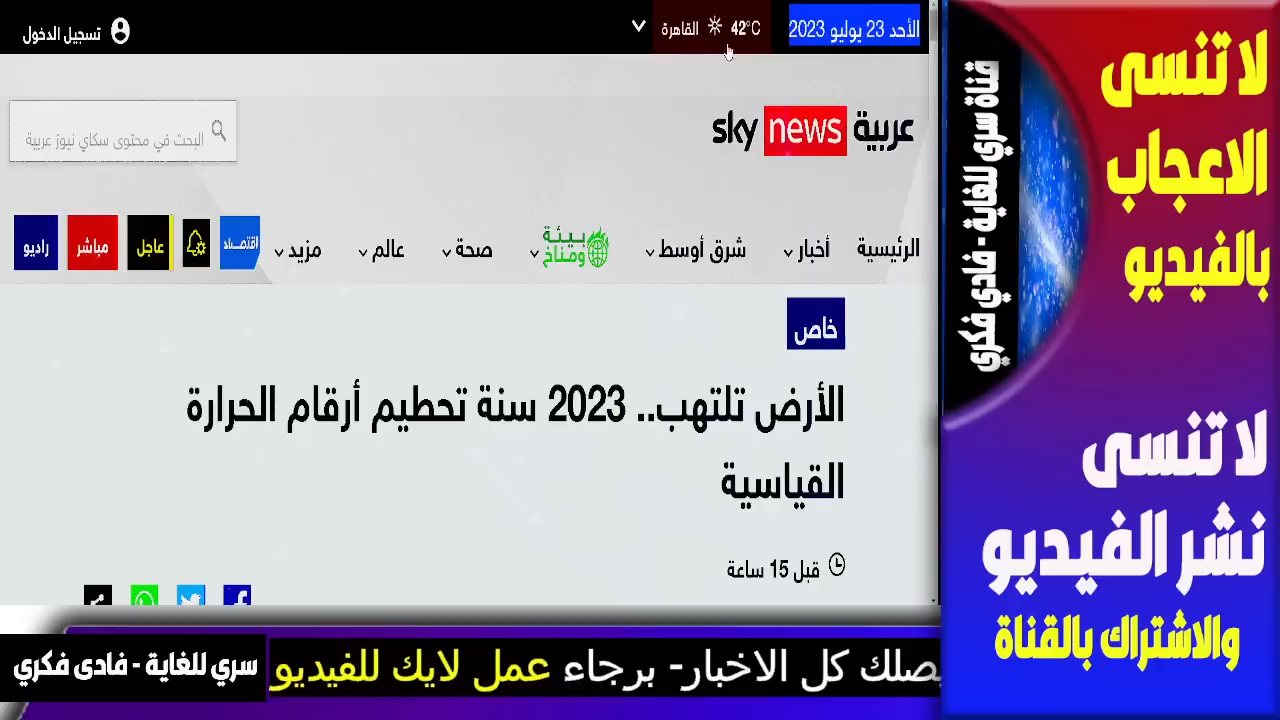 الأحد 23 يوليو 2023
42°C القاهرة
تسجيل الدخول
sky news عربية
البحث في محتوى سكاي نيوز عربية
الرئيسية أخبار شرق أوسط بيئة ومناخ صحة عالم مزيد اقتصاد عاجل مباشر راديو
خاص
الأرض تلتهب.. 2023 سنة تحطيم أرقام الحرارة
القياسية
قبل 15 ساعة
لا تنسى
الاعجاب
بالفيديو
قناة سري للغاية - فادي فكري
لا تنسى
نشر الفيديو
والاشتراك بالقناة
يصلك كل الاخبار- برجاء عمل لايك للفيديو
سري للغاية - فادى فكري